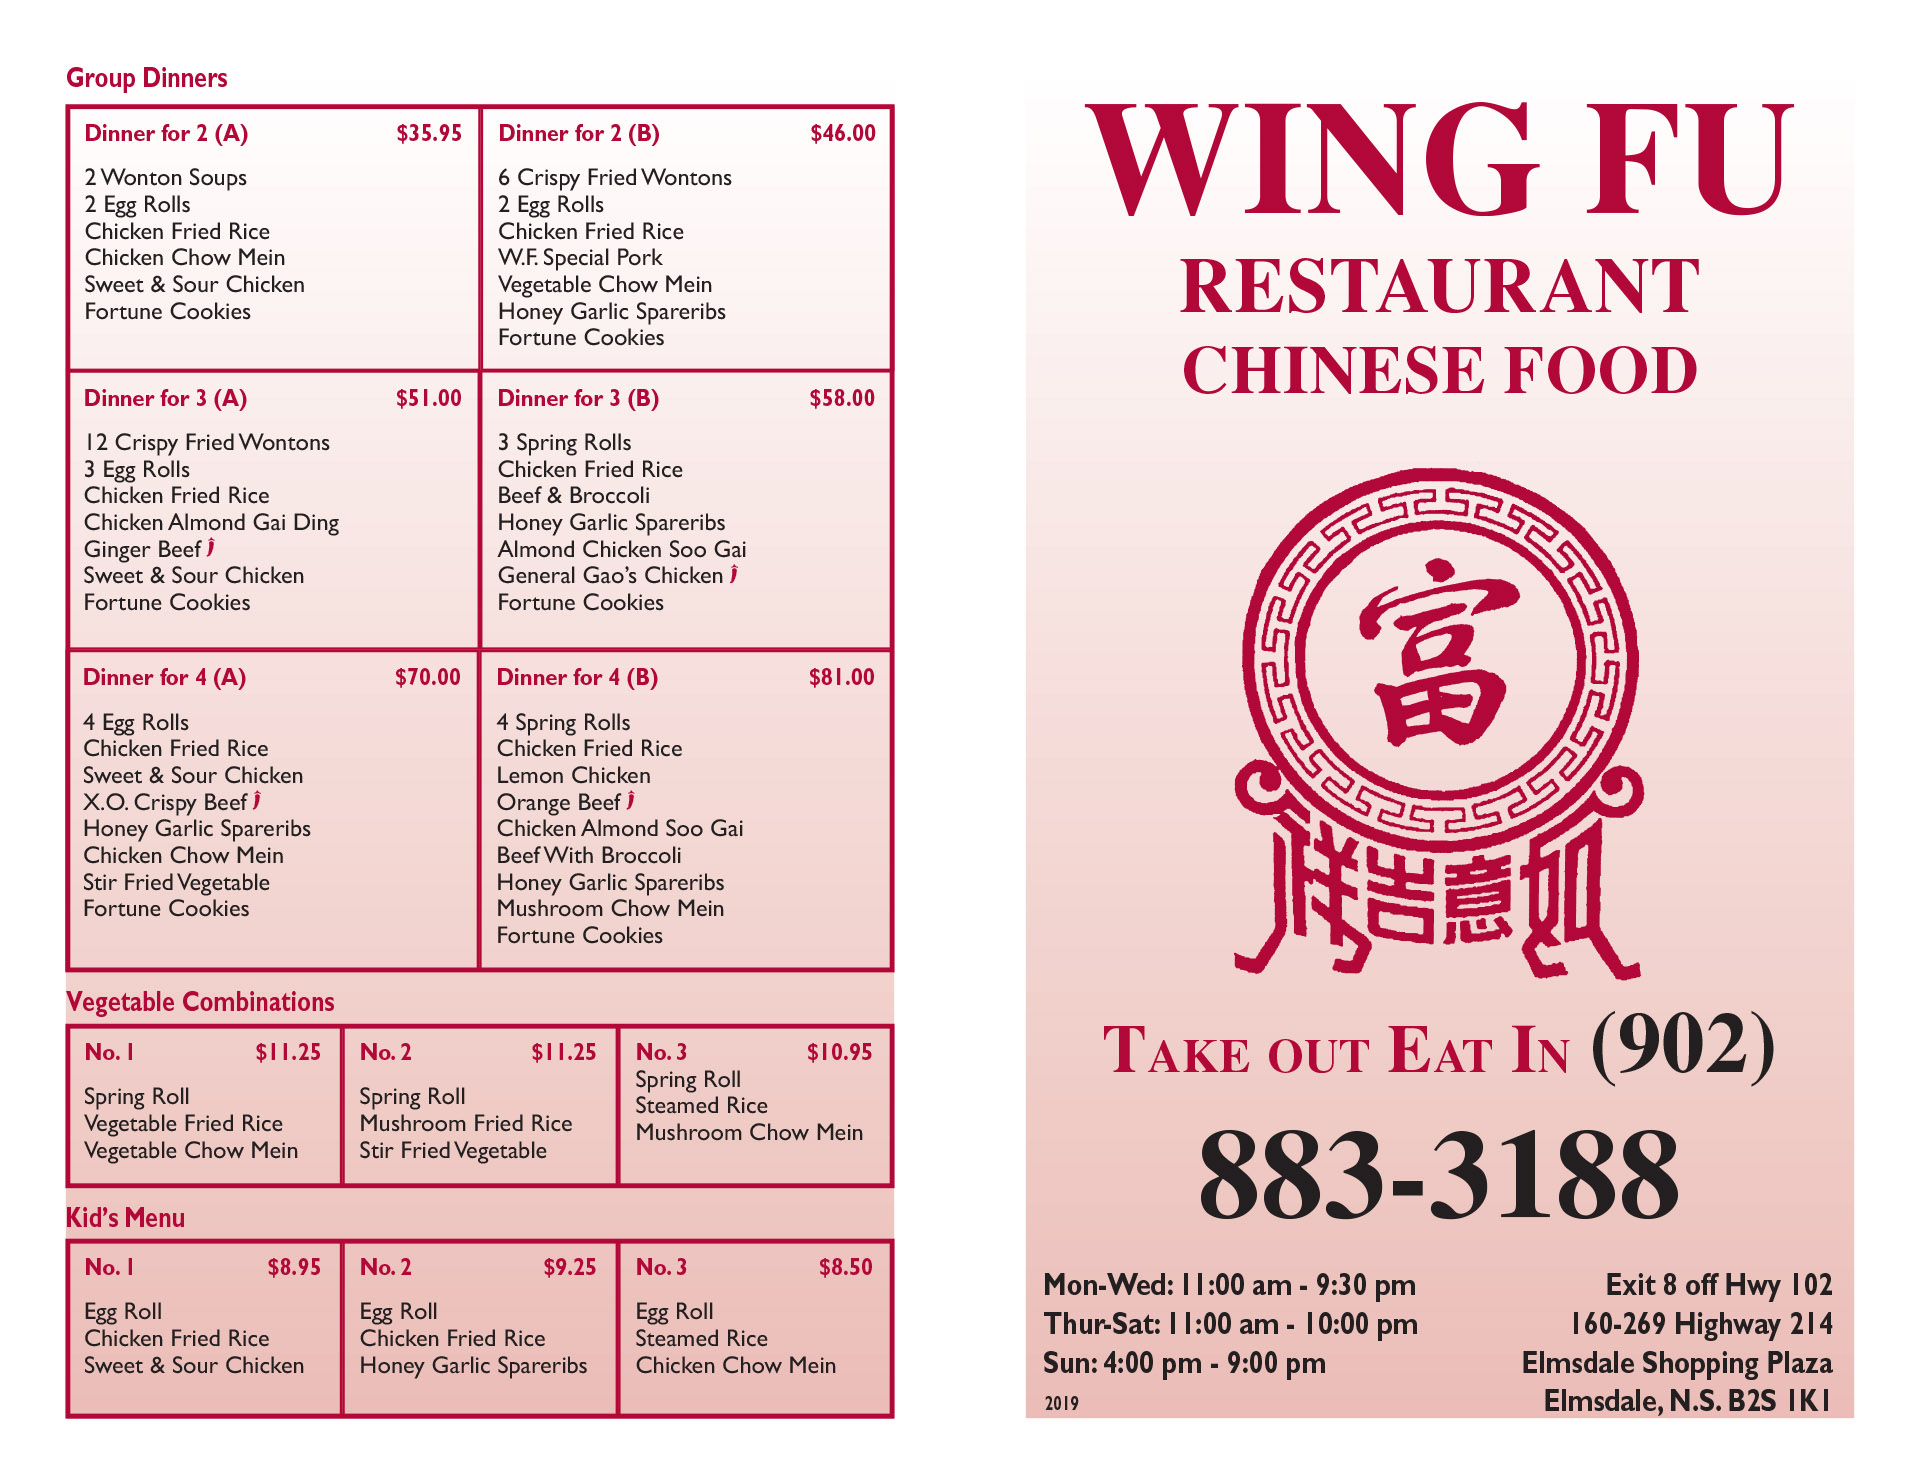 Group Dinners
Dinner for 2 (A) $35.95
2 Wonton Soups
2 Egg Rolls
Chicken Fried Rice
Chicken Chow Mein
Sweet & Sour Chicken
Fortune Cookies
Dinner for 2 (B) $46.00
6 Crispy Fried Wontons
2 Egg Rolls
Chicken Fried Rice
W.F. Special Pork
Vegetable Chow Mein
Honey Garlic Spareribs
Fortune Cookies
Dinner for 3 (A) $51.00
12 Crispy Fried Wontons
3 Egg Rolls
Chicken Fried Rice
Chicken Almond Gai Ding
Ginger Beef
Sweet & Sour Chicken
Fortune Cookies
Dinner for 3 (B) $58.00
3 Spring Rolls
Chicken Fried Rice
Beef & Broccoli
Honey Garlic Spareribs
Almond Chicken Soo Gai
General Gao's Chicken
Fortune Cookies
Dinner for 4 (A) $70.00
4 Egg Rolls
Chicken Fried Rice
Sweet & Sour Chicken
X.O. Crispy Beef
Honey Garlic Spareribs
Chicken Chow Mein
Stir Fried Vegetable
Fortune Cookies
Dinner for 4 (B) $81.00
4 Spring Rolls
Chicken Fried Rice
Lemon Chicken
Orange Beef
Chicken Almond Soo Gai
Beef With Broccoli
Honey Garlic Spareribs
Mushroom Chow Mein
Fortune Cookies
Vegetable Combinations
No. 1 $11.25
Spring Roll
Vegetable Fried Rice
Vegetable Chow Mein
No. 2 $11.25
Spring Roll
Mushroom Fried Rice
Stir Fried Vegetable
No. 3 $10.95
Spring Roll
Steamed Rice
Mushroom Chow Mein
Kid's Menu
No. 1 $8.95
Egg Roll
Chicken Fried Rice
Sweet & Sour Chicken
No. 2 $9.25
Egg Roll
Chicken Fried Rice
Honey Garlic Spareribs
No. 3 $8.50
Egg Roll
Steamed Rice
Chicken Chow Mein
WING FU
RESTAURANT
CHINESE FOOD
富
祥吉意如
TAKE OUT EAT IN (902)
883-3188
Mon-Wed: 11:00 am - 9:30 pm
Thur-Sat: 11:00 am - 10:00 pm
Sun: 4:00 pm - 9:00 pm
2019
Exit 8 off Hwy 102
160-269 Highway 214
Elmsdale Shopping Plaza
Elmsdale, N.S. B2S 1K1